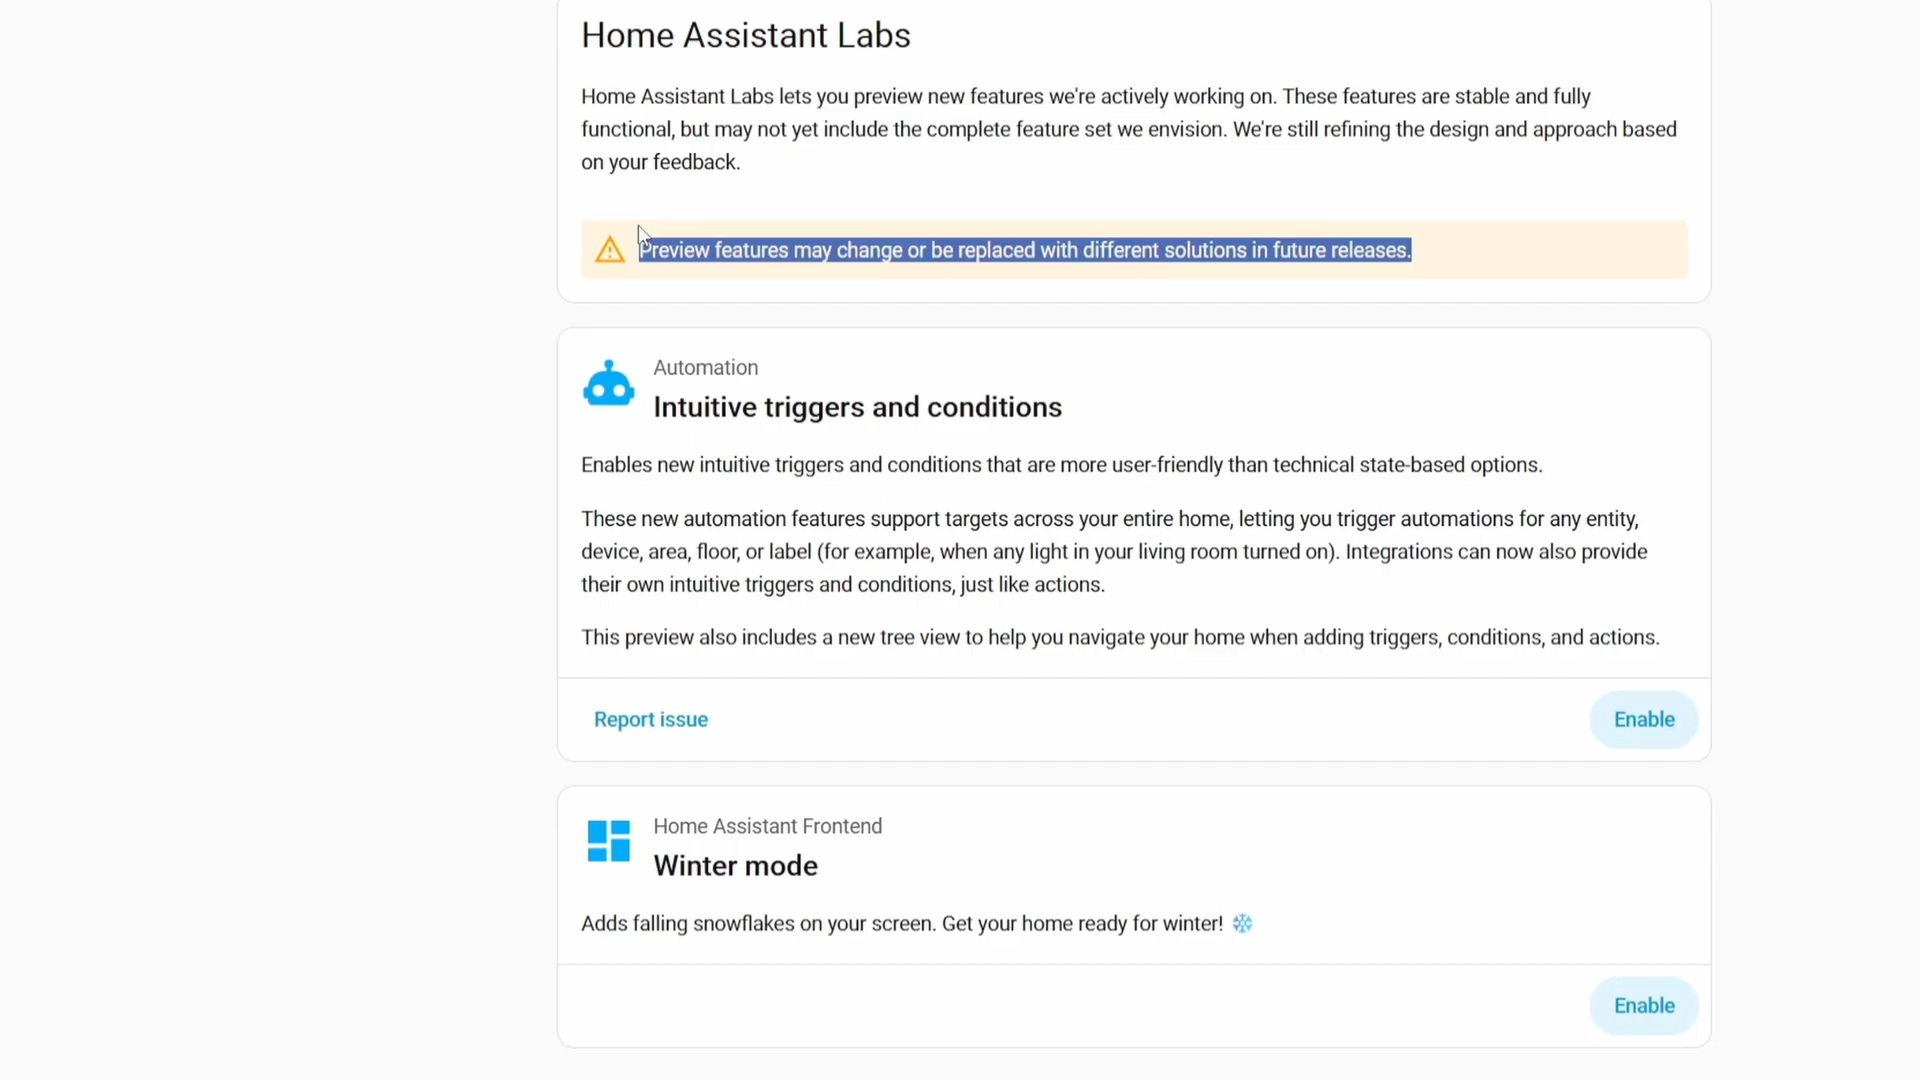 Home Assistant Labs
Home Assistant Labs lets you preview new features we're actively working on. These features are stable and fully
functional, but may not yet include the complete feature set we envision. We're still refining the design and approach based
on your feedback.
Preview features may change or be replaced with different solutions in future releases.
Automation
Intuitive triggers and conditions
Enables new intuitive triggers and conditions that are more user-friendly than technical state-based options.
These new automation features support targets across your entire home, letting you trigger automations for any entity,
device, area, floor, or label (for example, when any light in your living room turned on). Integrations can now also provide
their own intuitive triggers and conditions, just like actions.
This preview also includes a new tree view to help you navigate your home when adding triggers, conditions, and actions.
Report issue
Enable
Home Assistant Frontend
Winter mode
Adds falling snowflakes on your screen. Get your home ready for winter! ❄️
Enable